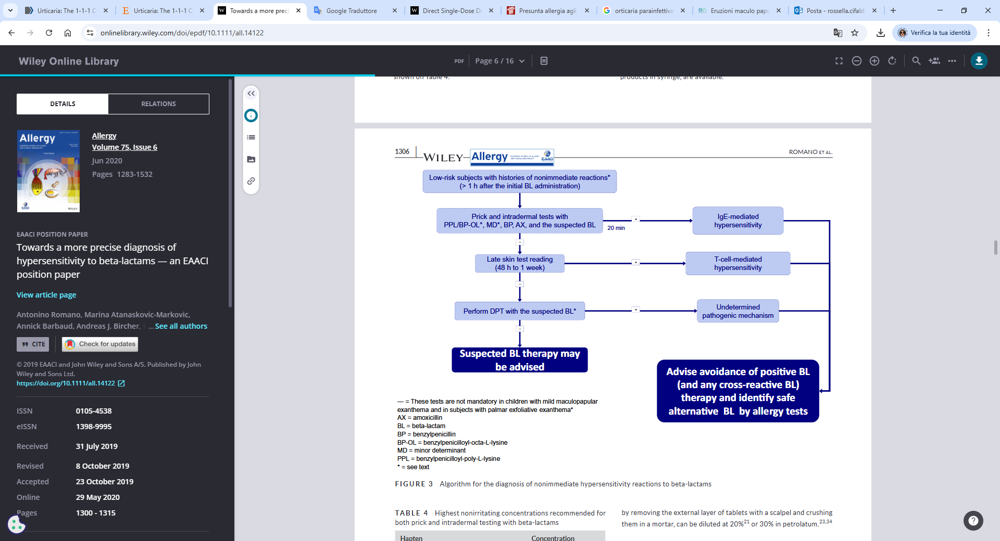 Urticaria: The 1-1-1 C
Urticaria: The 1-1-1 C
Towards a more preci
Google Traduttore
Direct Single-Dose D
Presunta allergia agli
orticaria parainfettiva
Eruzioni maculo pap
Posta - rossella.cifald
onlinelibrary.wiley.com/doi/epdf/10.1111/all.14122
Verifica la tua identità
Wiley Online Library
PDF
Page 6 / 16
DETAILS
RELATIONS
Allergy
Allergy
Volume 75, Issue 6
Jun 2020
Pages 1283-1532
EAACI
WILEY
EAACI POSITION PAPER
Towards a more precise diagnosis of
hypersensitivity to beta-lactams — an EAACI
position paper
View article page
Antonino Romano, Marina Atanaskovic-Markovic,
Annick Barbaud, Andreas J. Bircher, ...See all authors
CITE
Check for updates
© 2019 EAACI and John Wiley and Sons A/S. Published by John
Wiley and Sons Ltd.
https://doi.org/10.1111/all.14122
ISSN 0105-4538
eISSN 1398-9995
Received 31 July 2019
Revised 8 October 2019
Accepted 23 October 2019
Online 29 May 2020
Pages 1300 - 1315
shown on Table 4.
products in syringe, are available.
1306
WILEY
Allergy
EAACI
ROMANO ET AL.
Low-risk subjects with histories of nonimmediate reactions*
(> 1 h after the initial BL administration)
Prick and intradermal tests with
PPL/BP-OL*, MD*, BP, AX, and the suspected BL
+
20 min
IgE-mediated
hypersensitivity
–
Late skin test reading
(48 h to 1 week)
+
T-cell-mediated
hypersensitivity
–
Perform DPT with the suspected BL*
+
Undetermined
pathogenic mechanism
–
Suspected BL therapy may
be advised
Advise avoidance of positive BL
(and any cross-reactive BL)
therapy and identify safe
alternative BL by allergy tests
--- = These tests are not mandatory in children with mild maculopapular
exanthema and in subjects with palmar exfoliative exanthema*
AX = amoxicillin
BL = beta-lactam
BP = benzylpenicillin
BP-OL = benzylpenicilloyl-octa-L-lysine
MD = minor determinant
PPL = benzylpenicilloyl-poly-L-lysine
* = see text
FIGURE 3 Algorithm for the diagnosis of nonimmediate hypersensitivity reactions to beta-lactams
TABLE 4 Highest nonirritating concentrations recommended for
both prick and intradermal testing with beta-lactams
Hapten Concentration
by removing the external layer of tablets with a scalpel and crushing
them in a mortar, can be diluted at 20%21 or 30% in petrolatum.23,34